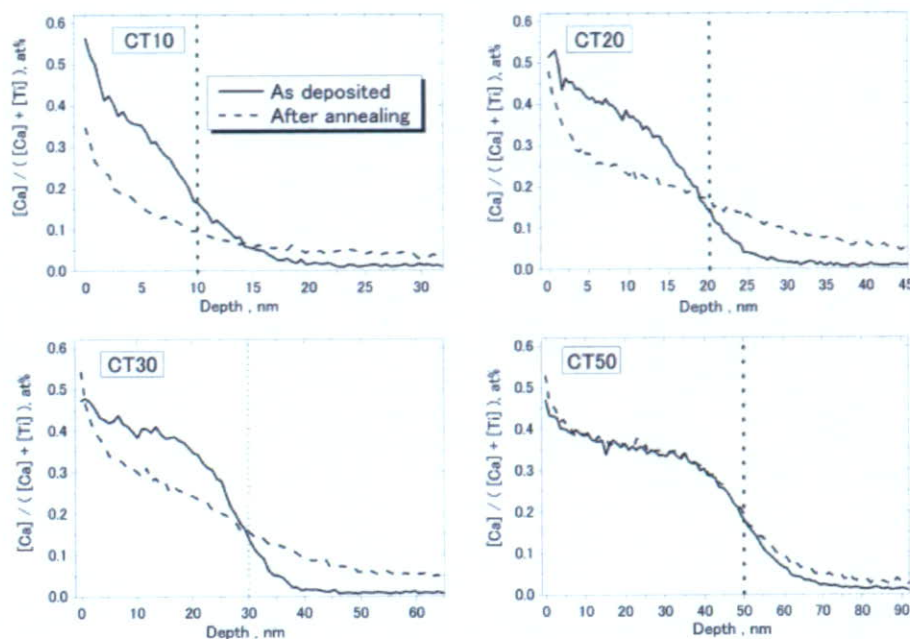 CT10
As deposited
After annealing
[Ca] / ( [Ca] + [Ti] ), at%
0.6
0.5
0.4
0.3
0.2
0.1
0.0
0 5 10 15 20 25 30
Depth , nm
CT20
[Ca] / ( [Ca] + [Ti] ), at%
0.6
0.5
0.4
0.3
0.2
0.1
0.0
0 5 10 15 20 25 30 35 40 45
Depth , nm
CT30
[Ca] / ( [Ca] + [Ti] ), at%
0.6
0.5
0.4
0.3
0.2
0.1
0.0
0 10 20 30 40 50 60
Depth , nm
CT50
[Ca] / ( [Ca] + [Ti] ), at%
0.6
0.5
0.4
0.3
0.2
0.1
0.0
0 10 20 30 40 50 60 70 80 90
Depth , nm